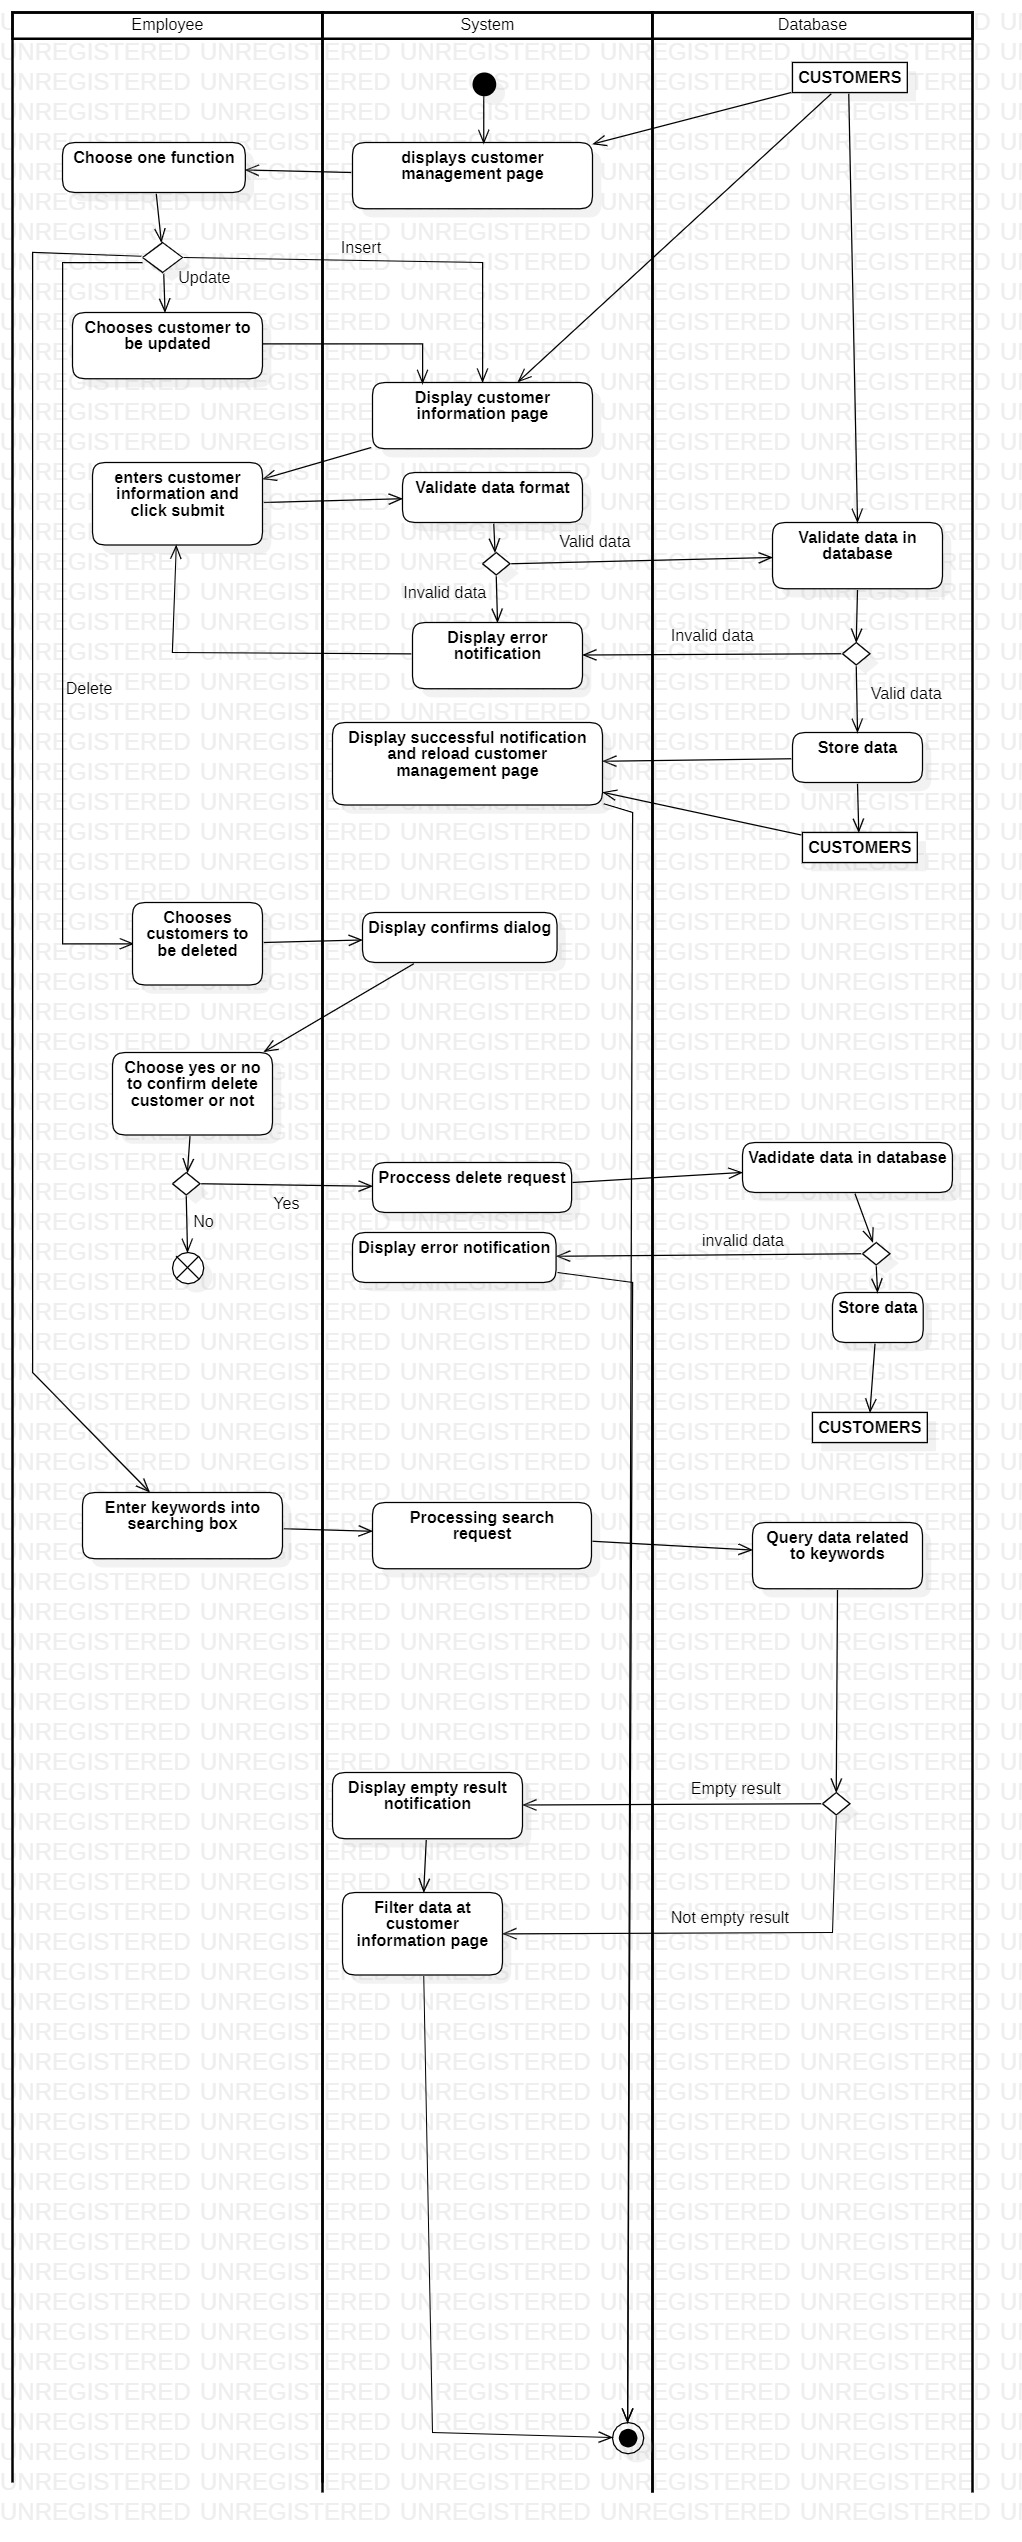 Employee
System
Database
CUSTOMERS
Choose one function
displays customer
management page
Insert
Update
Chooses customer to
be updated
Display customer
information page
enters customer
information and
click submit
Validate data format
Valid data
Validate data in
database
Invalid data
Display error
notification
Invalid data
Valid data
Delete
Display successful notification
and reload customer
management page
Store data
CUSTOMERS
Chooses
customers to
be deleted
Display confirms dialog
Choose yes or no
to confirm delete
customer or not
Yes
No
Proccess delete request
Vadidate data in database
Display error notification
invalid data
Store data
CUSTOMERS
Enter keywords into
searching box
Processing search
request
Query data related
to keywords
Display empty result
notification
Empty result
Filter data at
customer
information page
Not empty result
UNREGISTERED